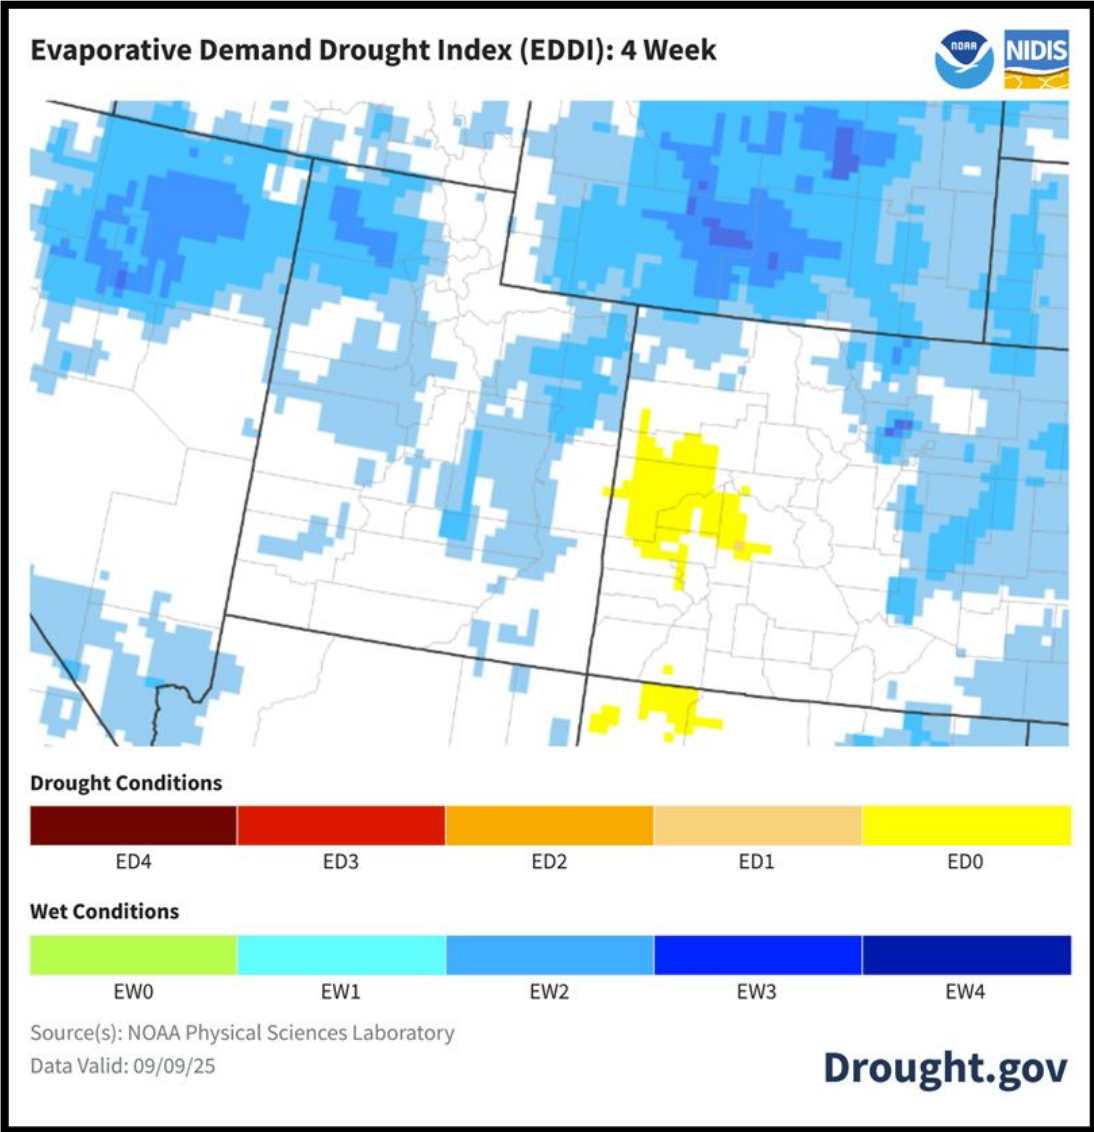 Evaporative Demand Drought Index (EDDI): 4 Week
NOAA
NIDIS
Drought Conditions
ED4 ED3 ED2 ED1 ED0
Wet Conditions
EW0 EW1 EW2 EW3 EW4
Source(s): NOAA Physical Sciences Laboratory
Data Valid: 09/09/25
Drought.gov